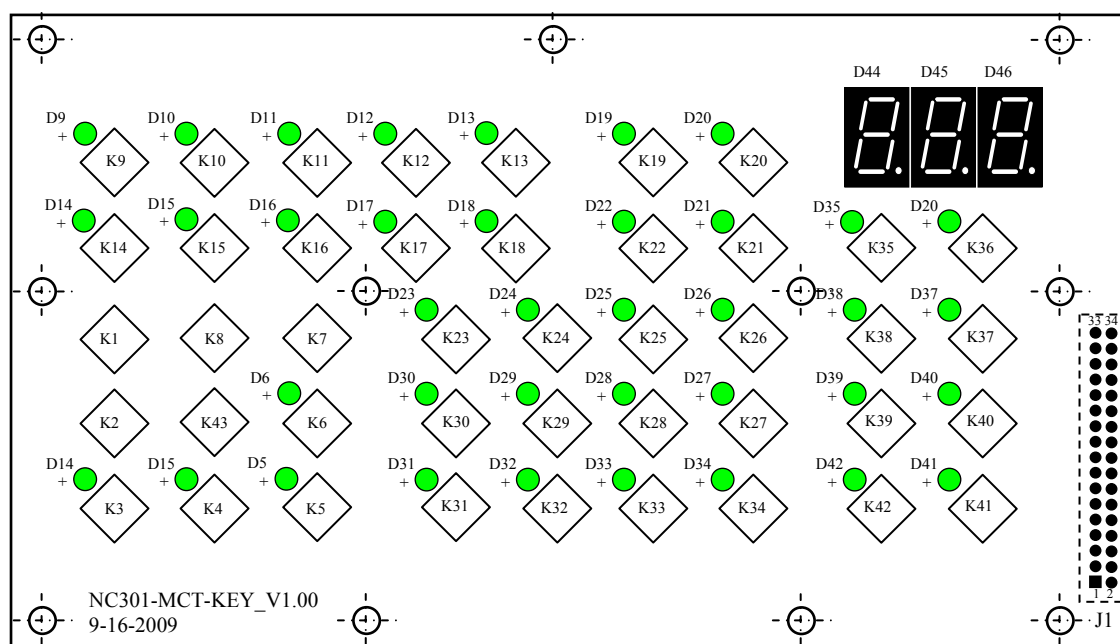 D44 D45 D46
D9 D10 D11 D12 D13 D19 D20
+ + + + + + +
K9 K10 K11 K12 K13 K19 K20
D14 D15 D16 D17 D18 D22 D21 D35 D20
+ + + + + + + + +
K14 K15 K16 K17 K18 K22 K21 K35 K36
D23 D24 D25 D26 D38 D37
+ + + + + +
K1 K8 K7 K23 K24 K25 K26 K38 K37
33 34
D6 D30 D29 D28 D27 D39 D40
+ + + + + + +
K2 K43 K6 K30 K29 K28 K27 K39 K40
D14 D15 D5 D31 D32 D33 D34 D42 D41
+ + + + + + + + +
K3 K4 K5 K31 K32 K33 K34 K42 K41
1 2
J1
NC301-MCT-KEY_V1.00
9-16-2009